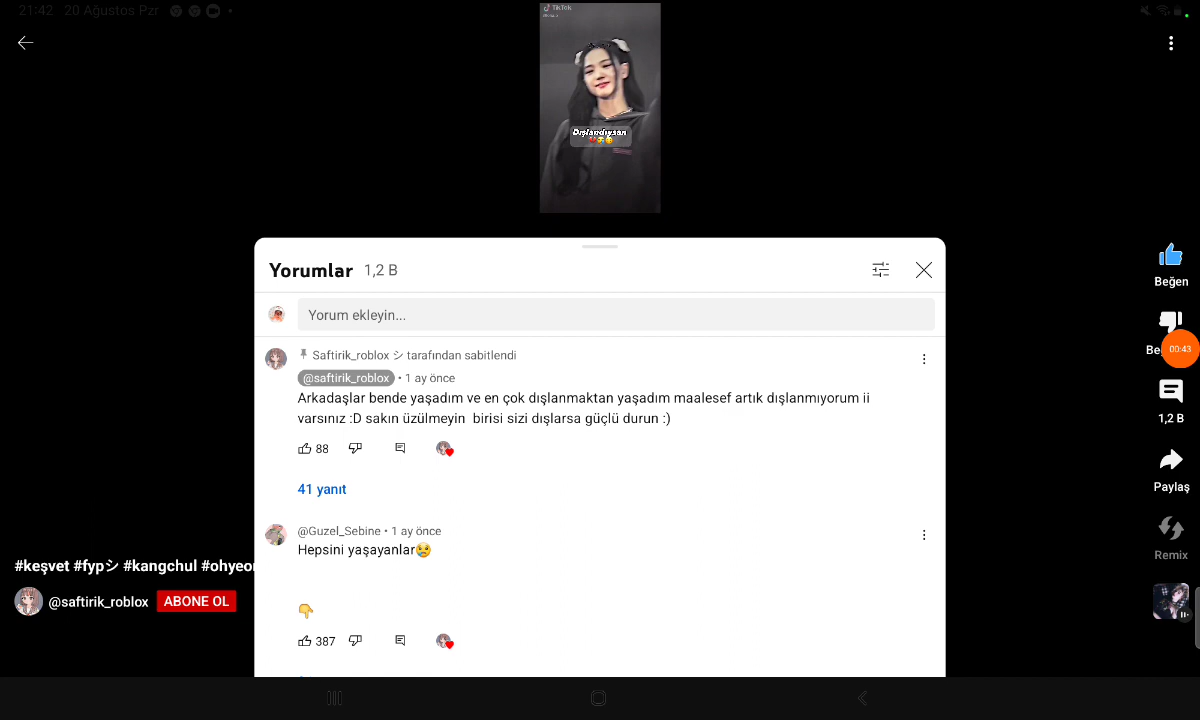 21:42 20 Ağustos Pzr
TikTok
Dışlandıysan
Yorumlar 1,2 B
Yorum ekleyin...
Saftirik_roblox シ tarafından sabitlendi
@saftirik_roblox • 1 ay önce
Arkadaşlar bende yaşadım ve en çok dışlanmaktan yaşadım maalesef artık dışlanmıyorum ii
varsınız :D sakın üzülmeyin  birisi sizi dışlarsa güçlü durun :)
88
41 yanıt
@Guzel_Sebine • 1 ay önce
Hepsini yaşayanlar😢
👇
387
#keşvet #fypシ #kangchul #ohyeon
@saftirik_roblox ABONE OL
Beğen
Be
00:43
1,2 B
Paylaş
Remix